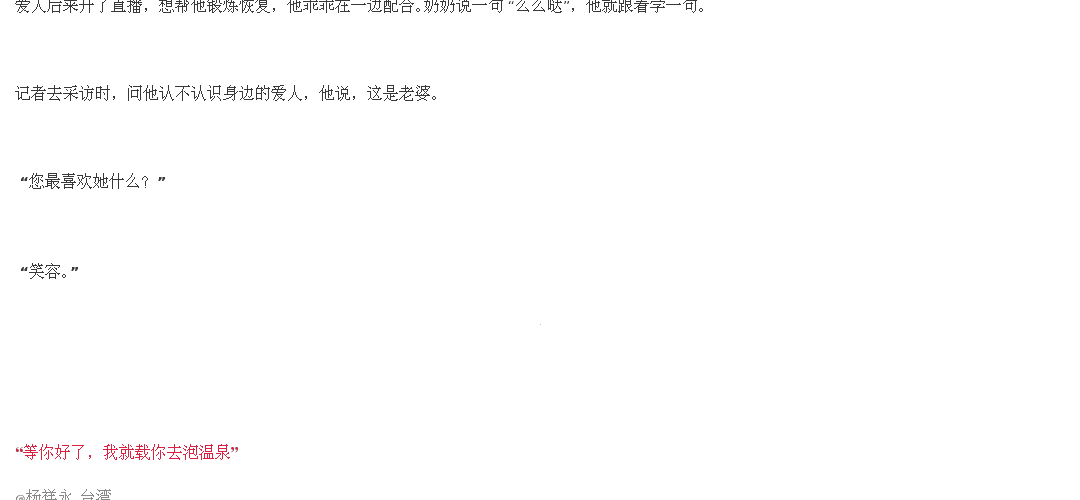 爱人后来开了直播，想帮他锻炼恢复，他乖乖在一边配合。奶奶说一句“么么哒”，他就跟着学一句。
记者去采访时，问他认不认识身边的爱人，他说，这是老婆。
“您最喜欢她什么？”
“笑容。”
“等你好了，我就载你去泡温泉”
@杨祥永 台湾